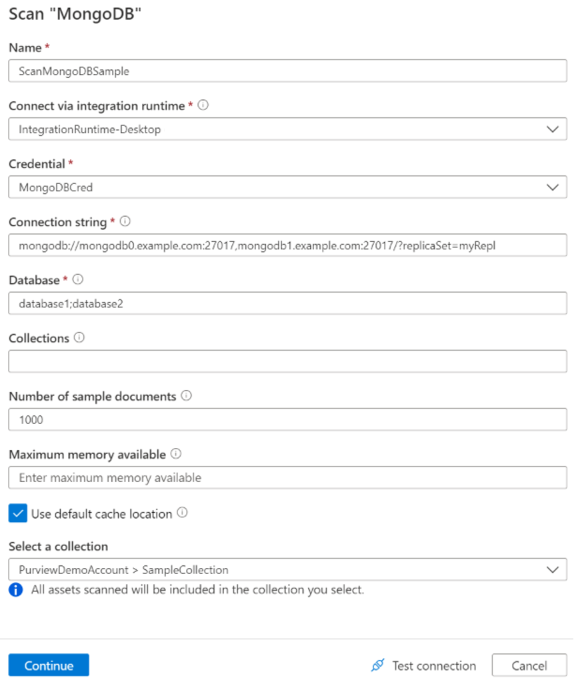 Scan "MongoDB"
Name *
ScanMongoDBSample
Connect via integration runtime *
IntegrationRuntime-Desktop
Credential *
MongoDBCred
Connection string *
mongodb://mongodb0.example.com:27017,mongodb1.example.com:27017/?replicaSet=myRepl
Database *
database1;database2
Collections
Number of sample documents
1000
Maximum memory available
Enter maximum memory available
Use default cache location
Select a collection
PurviewDemoAccount > SampleCollection
All assets scanned will be included in the collection you select.
Continue
Test connection
Cancel